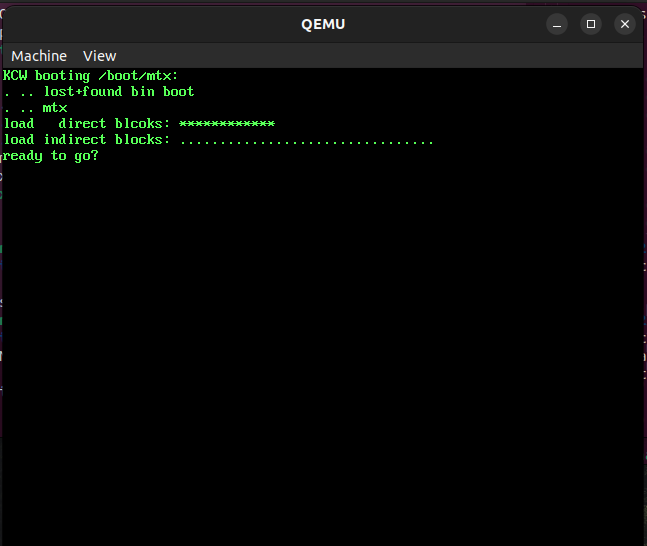 QEMU
Machine View
KCW booting /boot/mtx:
. .. lost+found bin boot
. .. mtx
load   direct blcoks: ************
load indirect blocks: ................................
ready to go?